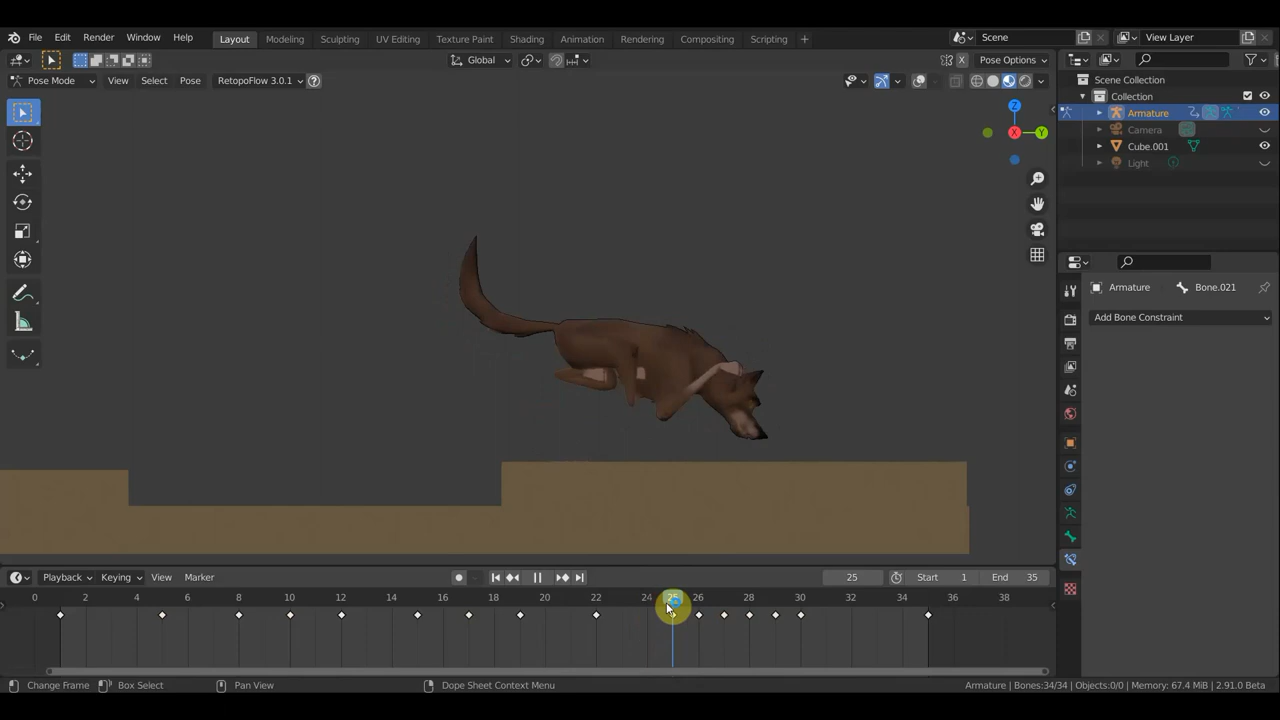 File Edit Render Window Help Layout Modeling Sculpting UV Editing Texture Paint Shading Animation Rendering Compositing Scripting + Scene View Layer
Global Pose Options
Pose Mode View Select Pose RetopoFlow 3.0.1
Scene Collection
Collection
Armature
Camera
Cube.001
Light
Z
X
Y
Armature Bone.021
Add Bone Constraint
Playback Keying View Marker 25 Start 1 End 35
0 2 4 6 8 10 12 14 16 18 20 22 24 25 26 28 30 32 34 36 38
Change Frame Box Select Pan View Dope Sheet Context Menu Armature | Bones:34/34 | Objects:0/0 | Memory: 67.4 MiB | 2.91.0 Beta